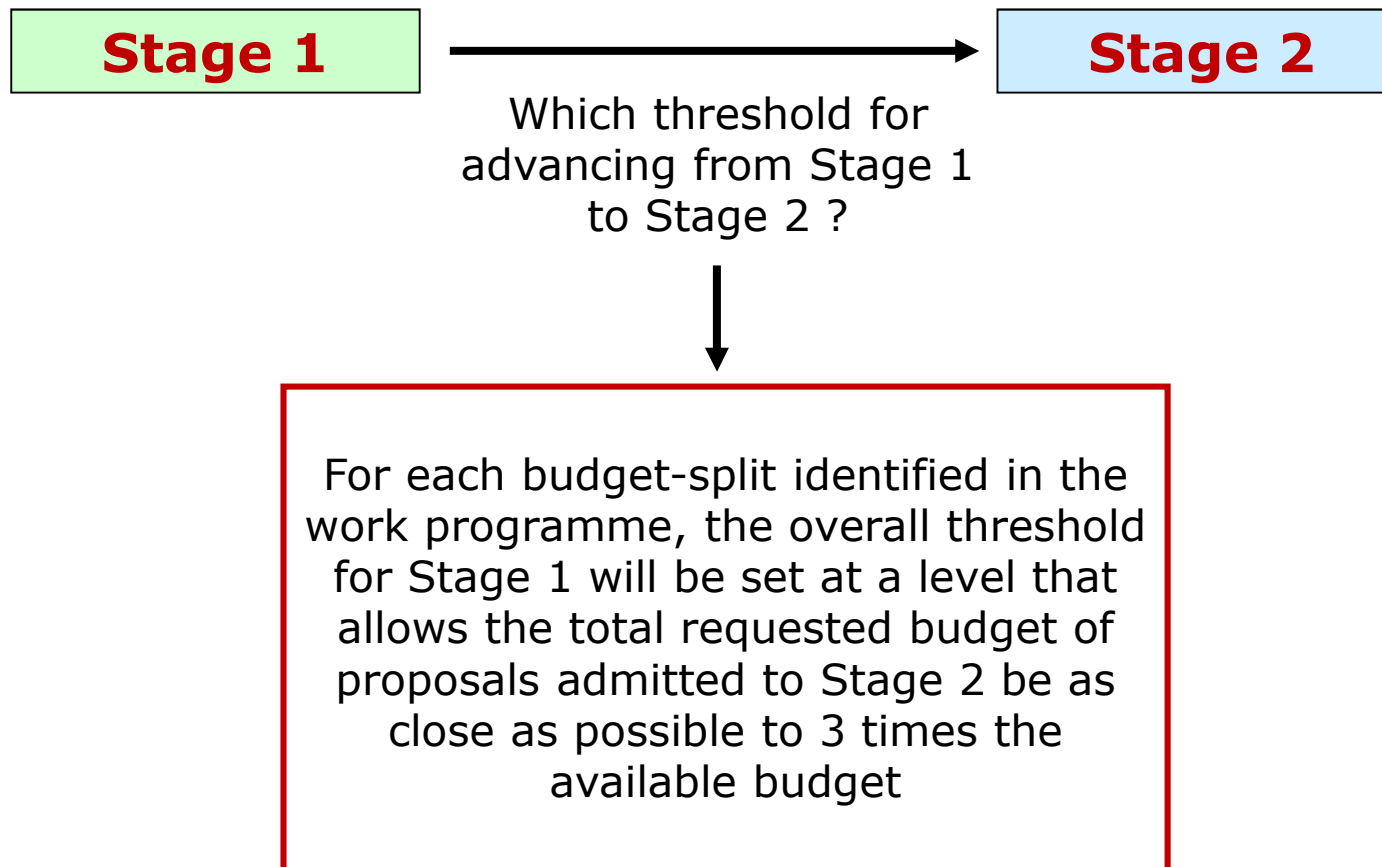 Stage 1
Stage 2
Which threshold for
advancing from Stage 1
to Stage 2 ?
For each budget-split identified in the
work programme, the overall threshold
for Stage 1 will be set at a level that
allows the total requested budget of
proposals admitted to Stage 2 be as
close as possible to 3 times the
available budget